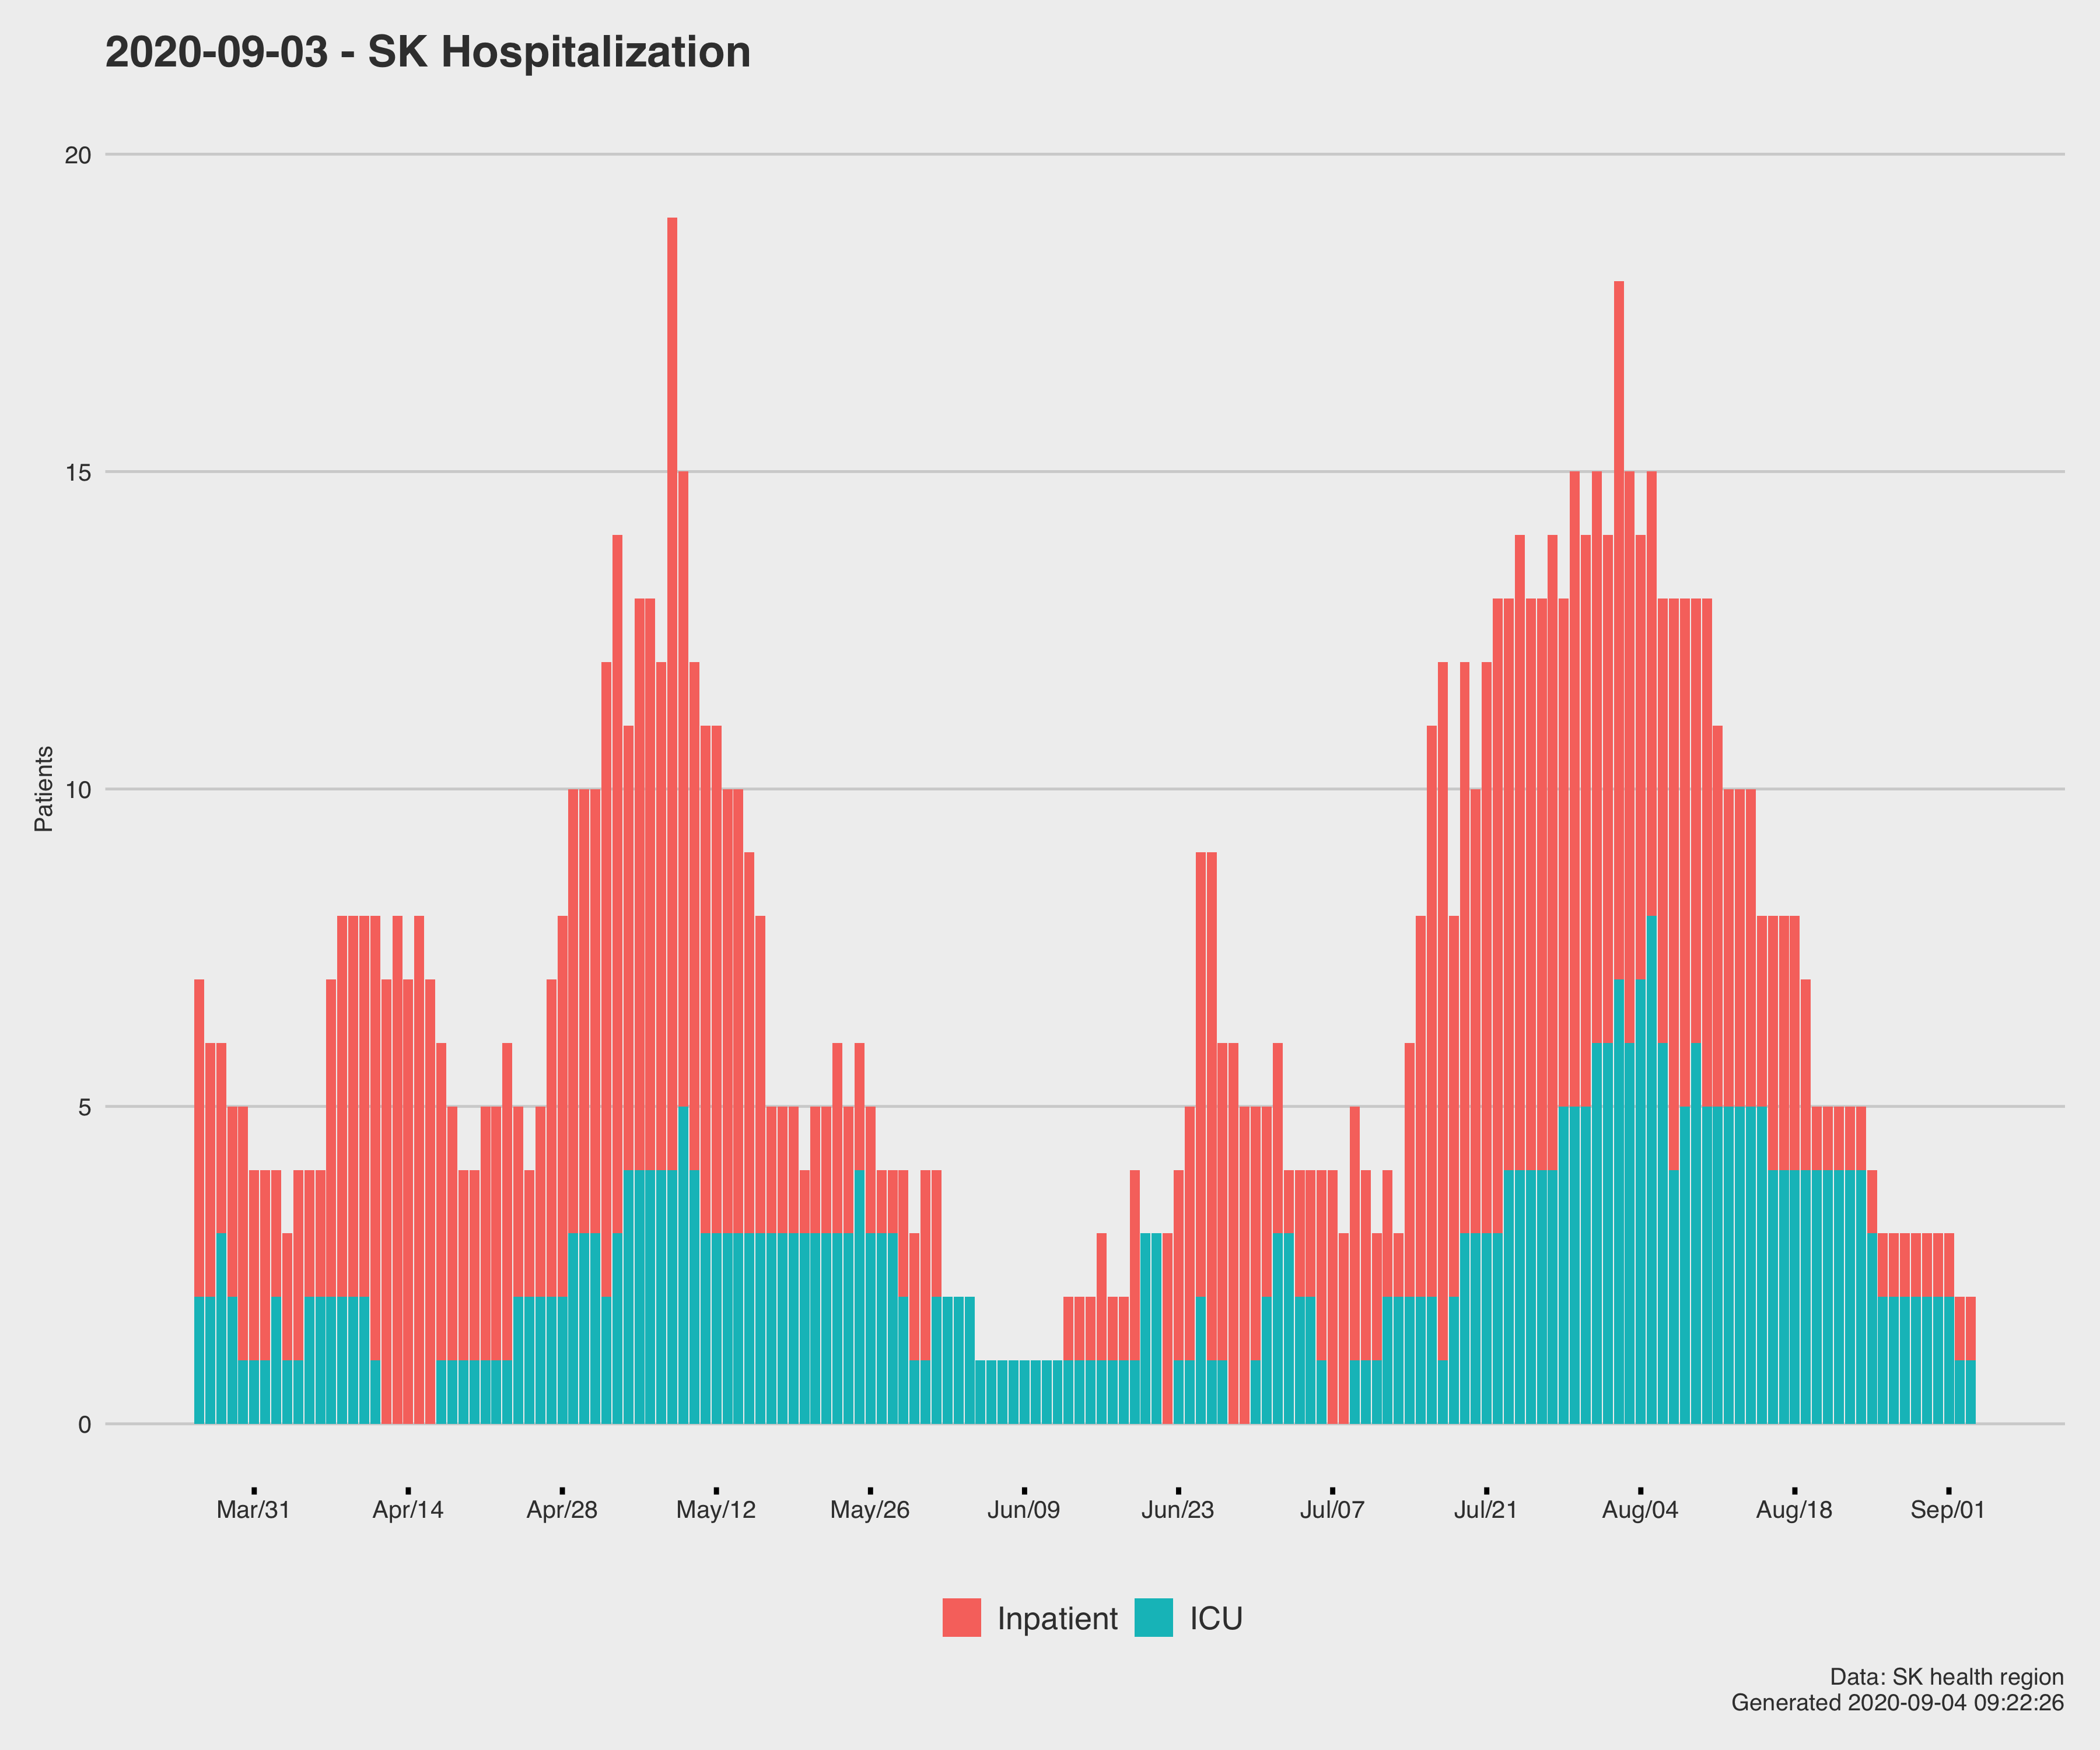 2020-09-03 - SK Hospitalization
20
15
10
5
0
Patients
Mar/31 Apr/14 Apr/28 May/12 May/26 Jun/09 Jun/23 Jul/07 Jul/21 Aug/04 Aug/18 Sep/01
Inpatient ICU
Data: SK health region
Generated 2020-09-04 09:22:26